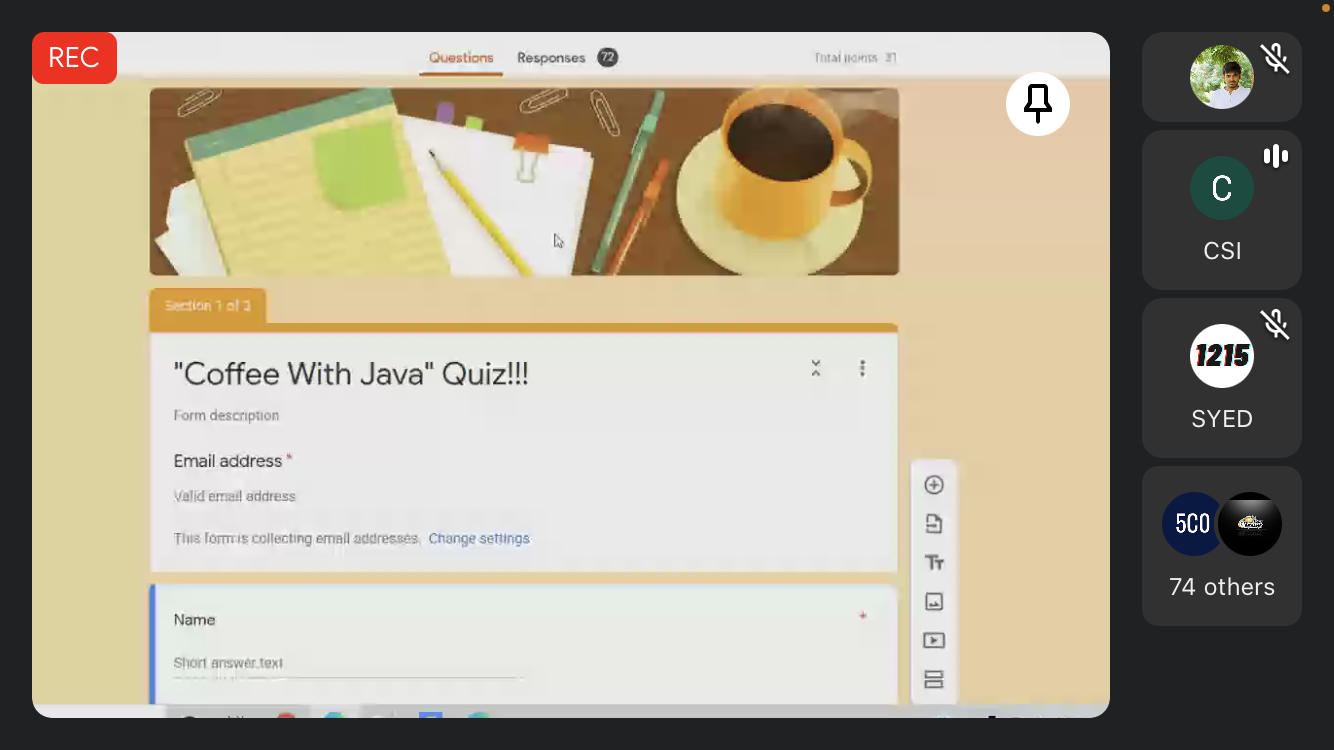 REC
Questions
Responses 72
Total points 31
Section 1 of 3
"Coffee With Java" Quiz!!!
Form description
Email address *
Valid email address
This form is collecting email addresses. Change settings
Name *
Short answer text
C
CSI
1215
SYED
5C0
74 others